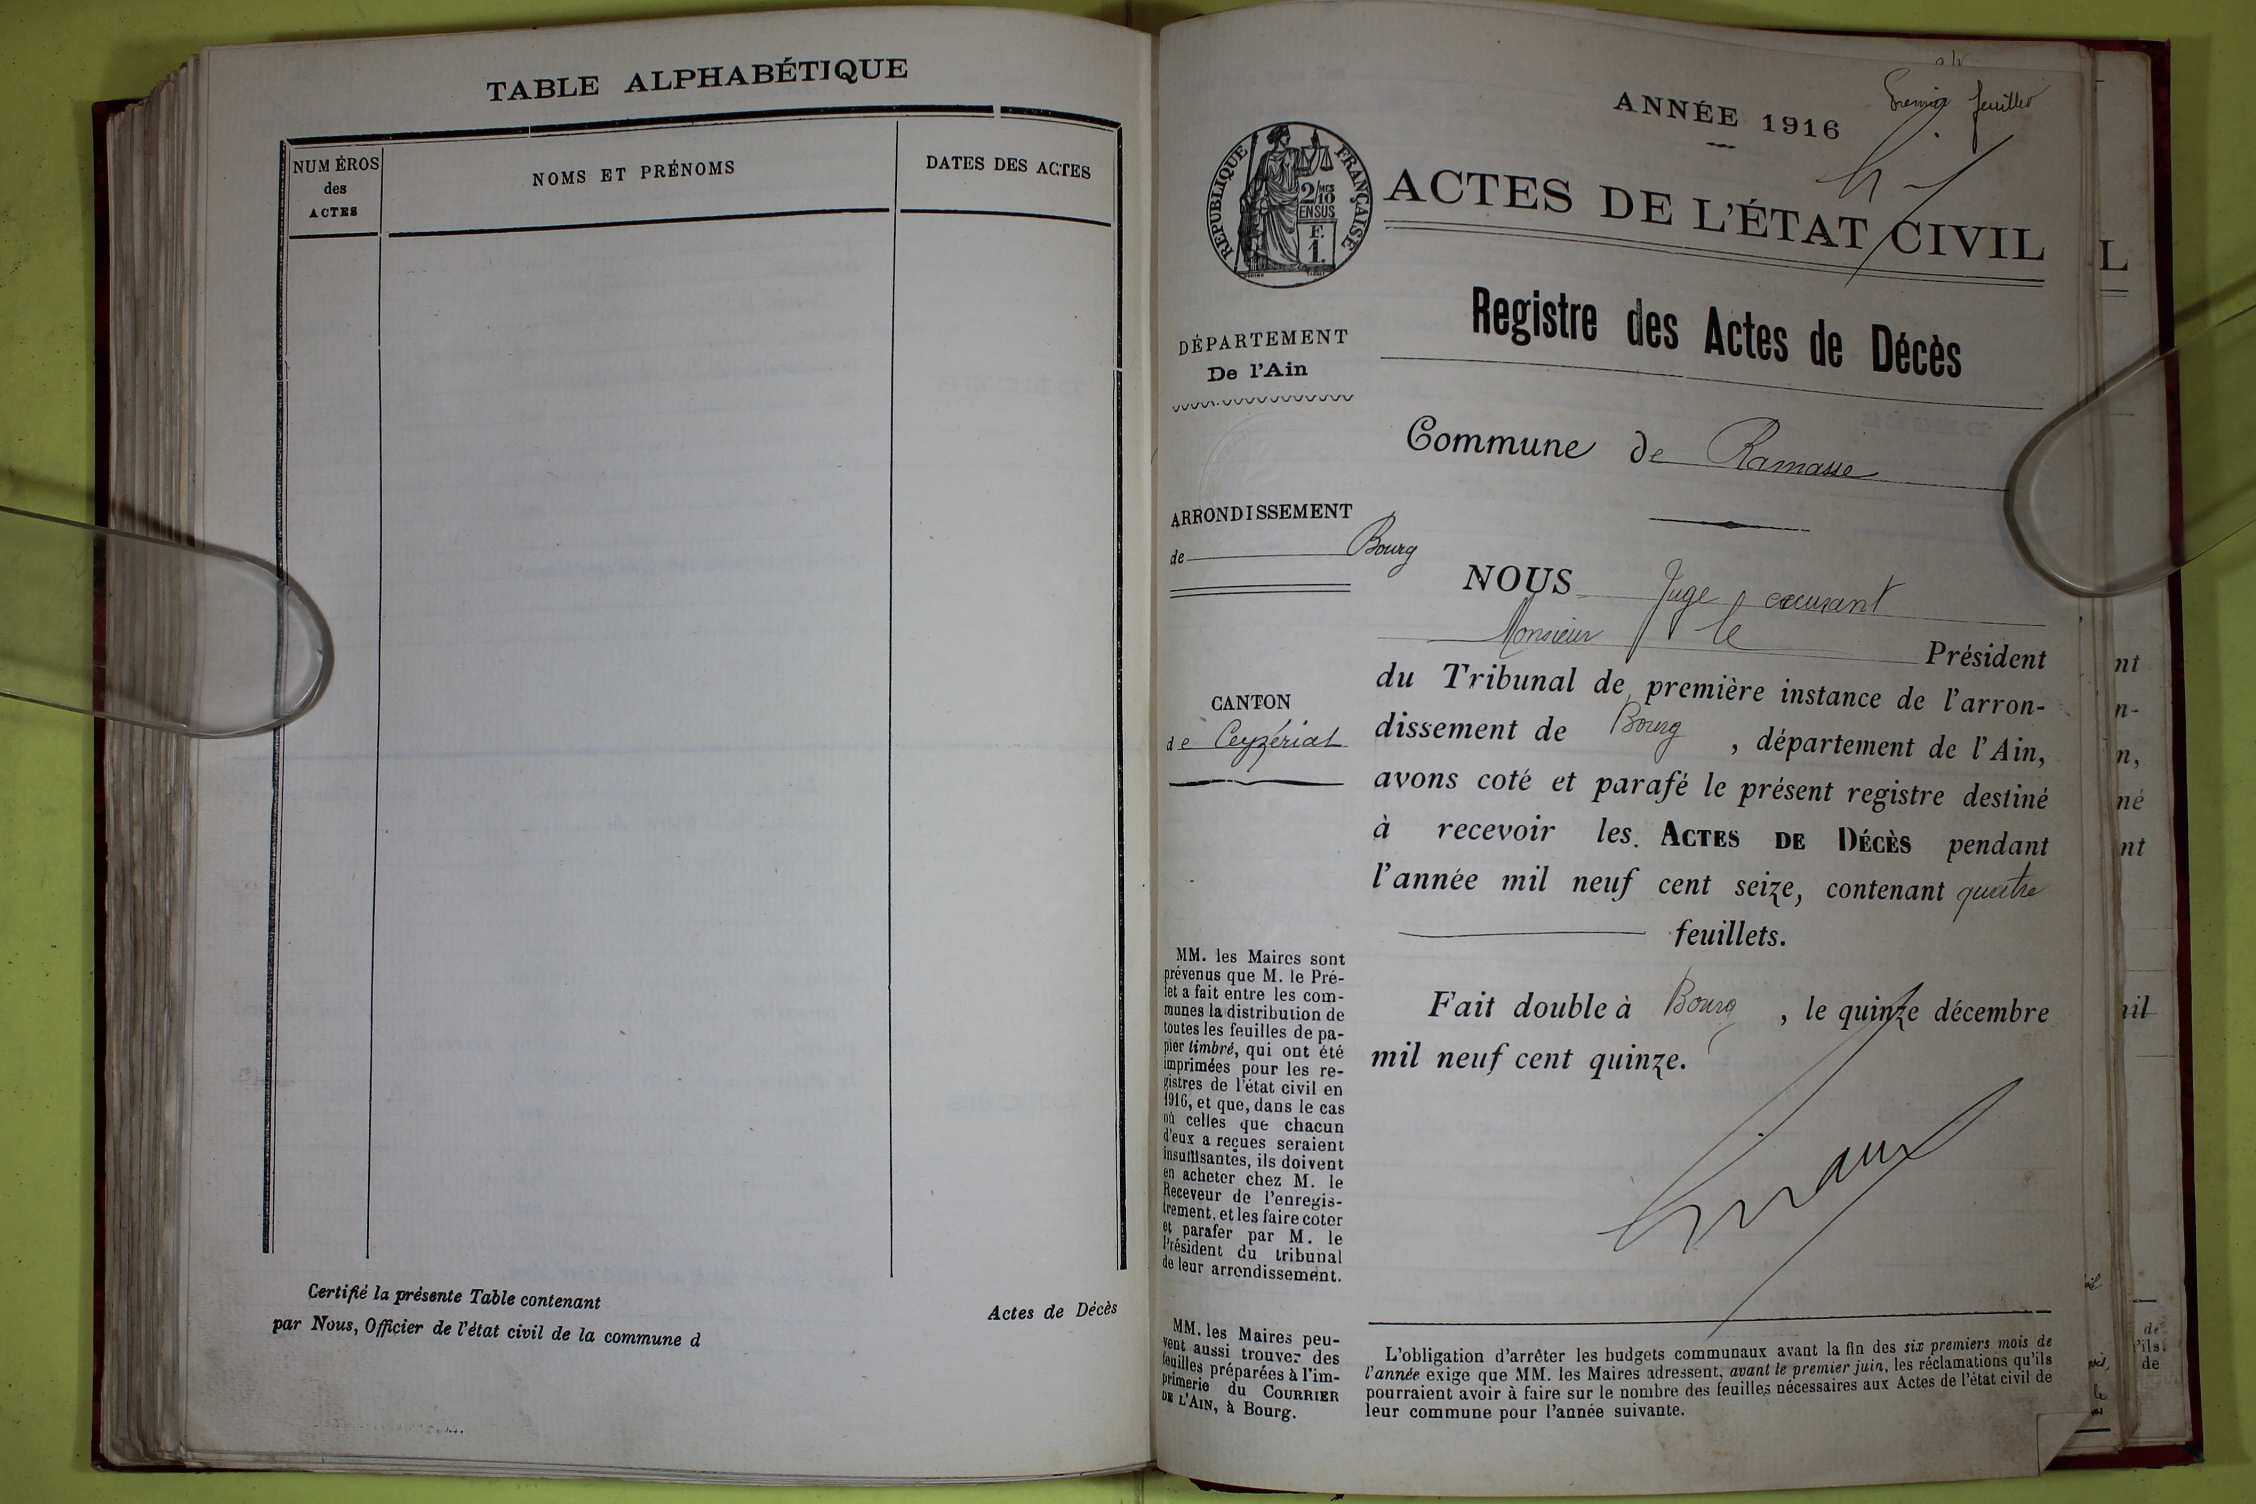 TABLE ALPHABÉTIQUE
NUMÉROS
des
ACTES
NOMS ET PRÉNOMS
DATES DES ACTES
Certifié la présente Table contenant
Actes de Décès
par Nous, Officier de l'état civil de la commune d
Premier feuillet
ANNÉE 1916
RÉPUBLIQUE FRANÇAISE
2/10
EN SUS
F.
1.
ACTES DE L'ÉTAT CIVIL
Registre des Actes de Décès
DÉPARTEMENT
De l'Ain
Commune de Ramasse
ARRONDISSEMENT
de Bourg
CANTON
de Ceyzériat
NOUS Juge
Monsieur le Président
du Tribunal de première instance de l'arron-
dissement de Bourg, département de l'Ain,
avons coté et parafé le présent registre destiné
à recevoir les ACTES DE DÉCÈS pendant
l'année mil neuf cent seize, contenant quatre
feuillets.
Fait double à Bourg, le quinze décembre
mil neuf cent quinze.
MM. les Maires sont
prévenus que M. le Pré-
fet a fait entre les com-
munes la distribution de
toutes les feuilles de pa-
pier timbré, qui ont été
imprimées pour les re-
gistres de l'état civil en
1916, et que, dans le cas
où celles que chacun
d'eux a reçues seraient
insuffisantes, ils doivent
en acheter chez M. le
Receveur de l'enregis-
trement, et les faire coter
et parafer par M. le
Président du tribunal
de leur arrondissement.
MM. les Maires peu-
vent aussi trouver des
feuilles préparées à l'im-
primerie du COURRIER
DE L'AIN, à Bourg.
L'obligation d'arrêter les budgets communaux avant la fin des six premiers mois de
l'année exige que MM. les Maires adressent, avant le premier juin, les réclamations qu'ils
pourraient avoir à faire sur le nombre des feuilles nécessaires aux Actes de l'état civil de
leur commune pour l'année suivante.
L
nt
n-
n,
né
nt